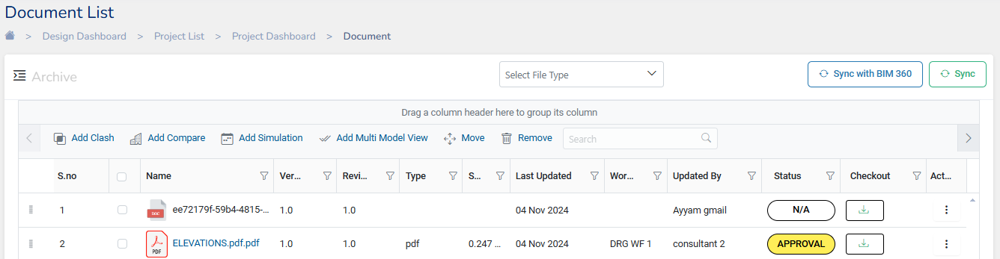 Document List
> Design Dashboard > Project List > Project Dashboard > Document
Archive Select File Type Sync with BIM 360 Sync
Drag a column header here to group its column
Add Clash Add Compare Add Simulation Add Multi Model View Move Remove Search
S.no Name Ver... Revi... Type S... Last Updated Wor... Updated By Status Checkout Act...
1 DOC ee72179f-59b4-4815-... 1.0 1.0 04 Nov 2024 Ayyam gmail N/A
2 PDF ELEVATIONS.pdf.pdf 1.0 1.0 pdf 0.247 ... 04 Nov 2024 DRG WF 1 consultant 2 APPROVAL